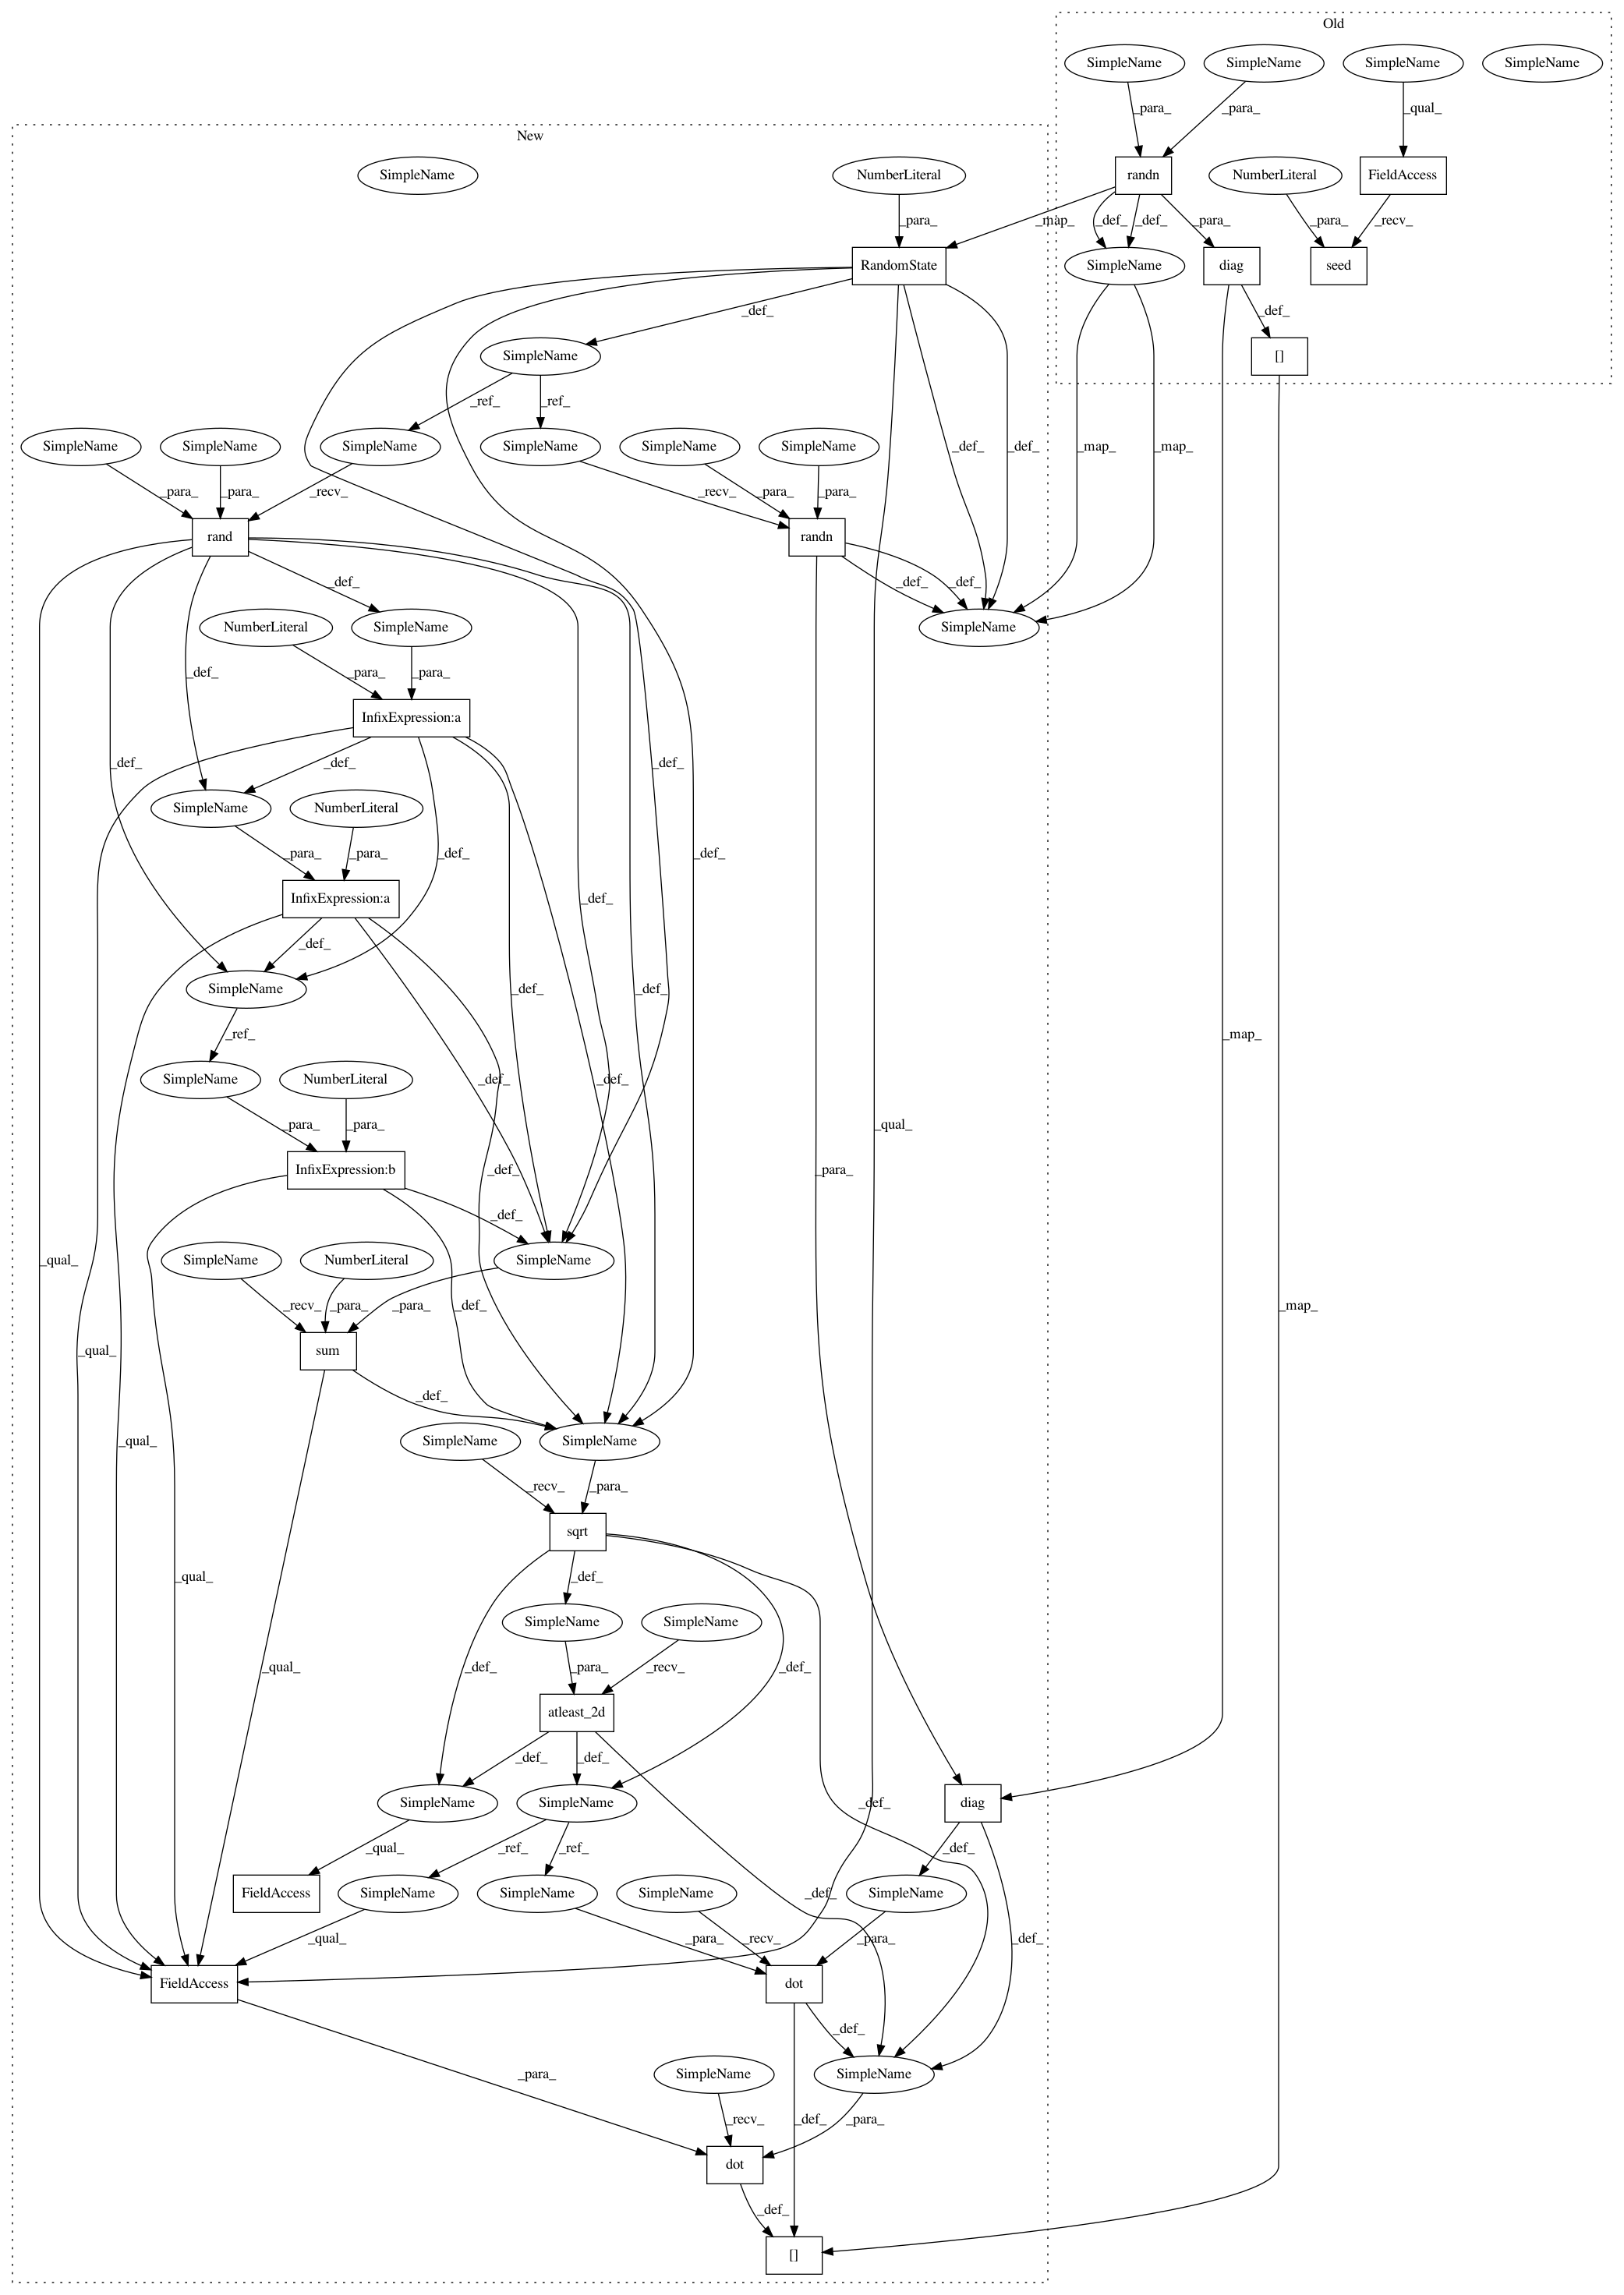 Old
SimpleName SimpleName SimpleName SimpleName
_para_ _para_ _qual_
New
SimpleName NumberLiteral randn NumberLiteral FieldAccess
_para_ _map_ _def_ _def_ _para_ _para_ _recv_
RandomState SimpleName diag seed
_def_ _def_
SimpleName []
_ref_ _ref_
SimpleName SimpleName SimpleName SimpleName SimpleName SimpleName _def_ _def_ _map_ _map_
_para_ _para_ _recv_ _recv_ _para_ _para_
rand randn
_def_ _def_ _def_
NumberLiteral SimpleName SimpleName
_def_ _para_ _para_
InfixExpression:a
_def_ _def_ _def_ _def_
SimpleName NumberLiteral
_para_ _para_ _def_ _def_
InfixExpression:a _def_
_def_
SimpleName _def_ _def_
_ref_ _map_
SimpleName NumberLiteral _def_ _def_
_para_ _para_ _qual_
InfixExpression:b _def_ _para_
_def_
_qual_ SimpleName NumberLiteral SimpleName
_recv_ _para_ _para_ _def_ _map_
_qual_ sum
_def_
_qual_ SimpleName SimpleName
_recv_ _para_
sqrt
_qual_ _def_
SimpleName SimpleName
_qual_ _def_ _para_ _recv_ _def_
atleast_2d
_def_ _def_
SimpleName SimpleName _def_ diag
_qual_ _ref_ _ref_ _def_
FieldAccess SimpleName SimpleName SimpleName _def_ SimpleName
_qual_ _para_ _recv_ _para_ _def_
FieldAccess dot
_def_
_para_ SimpleName SimpleName
_recv_ _def_ _para_
dot
_def_
[]